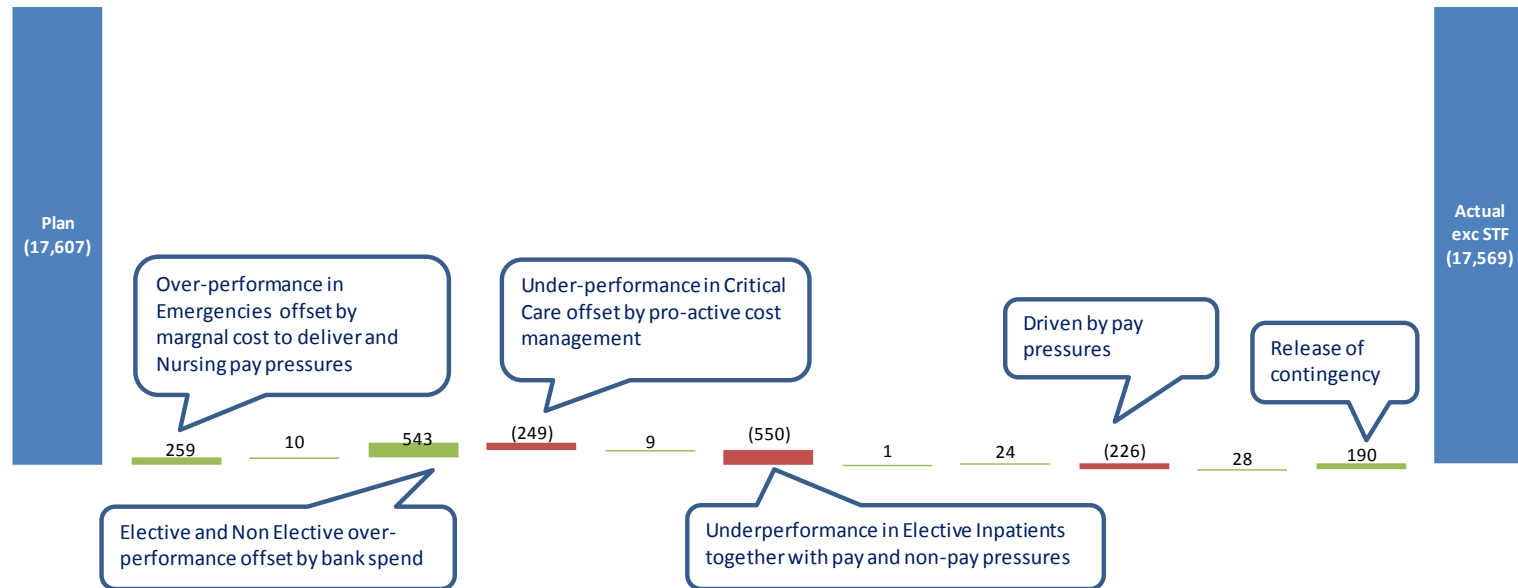 Plan
(17,607)
Actual
exc STF
(17,569)
Over-performance in
Emergencies offset by
margnal cost to deliver and
Nursing pay pressures
Under-performance in Critical
Care offset by pro-active cost
management
Driven by pay
pressures
Release of
contingency
259
10
543
(249)
9
(550)
1
24
(226)
28
190
Elective and Non Elective over-
performance offset by bank spend
Underperformance in Elective Inpatients
together with pay and non-pay pressures